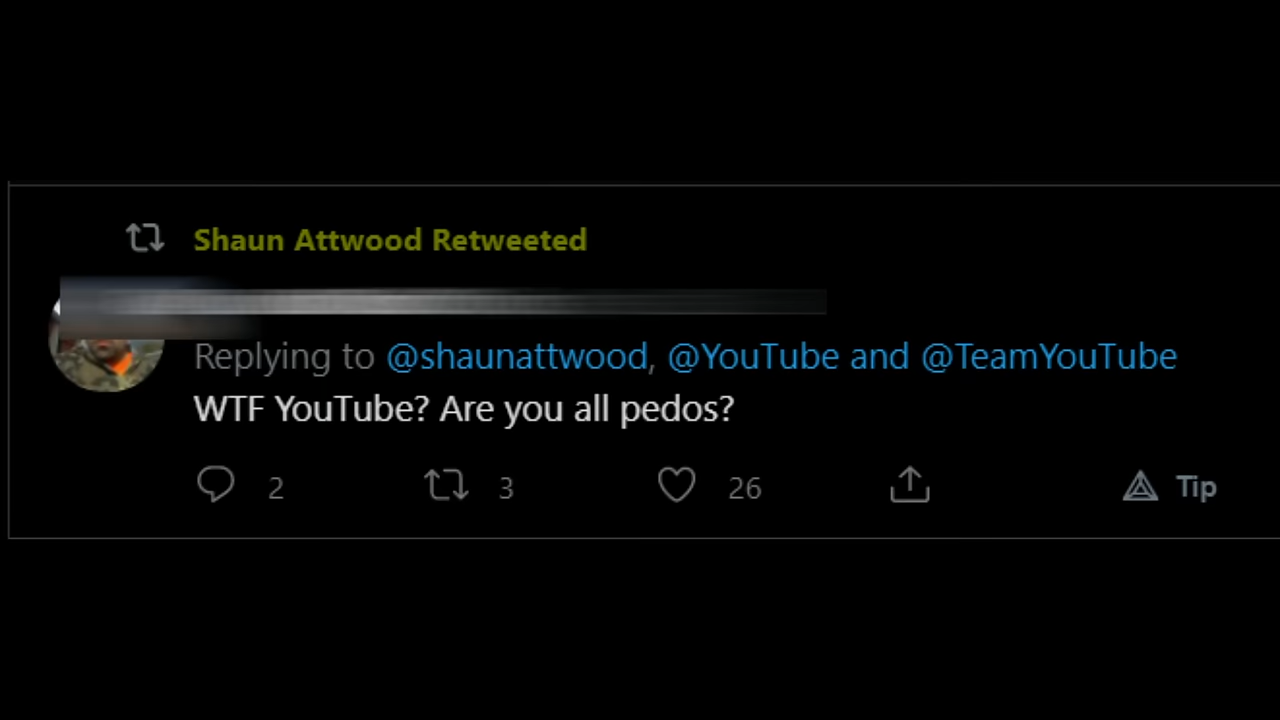 Shaun Attwood Retweeted
Replying to @shaunattwood, @YouTube and @TeamYouTube
WTF YouTube? Are you all pedos?
2 3 26 Tip